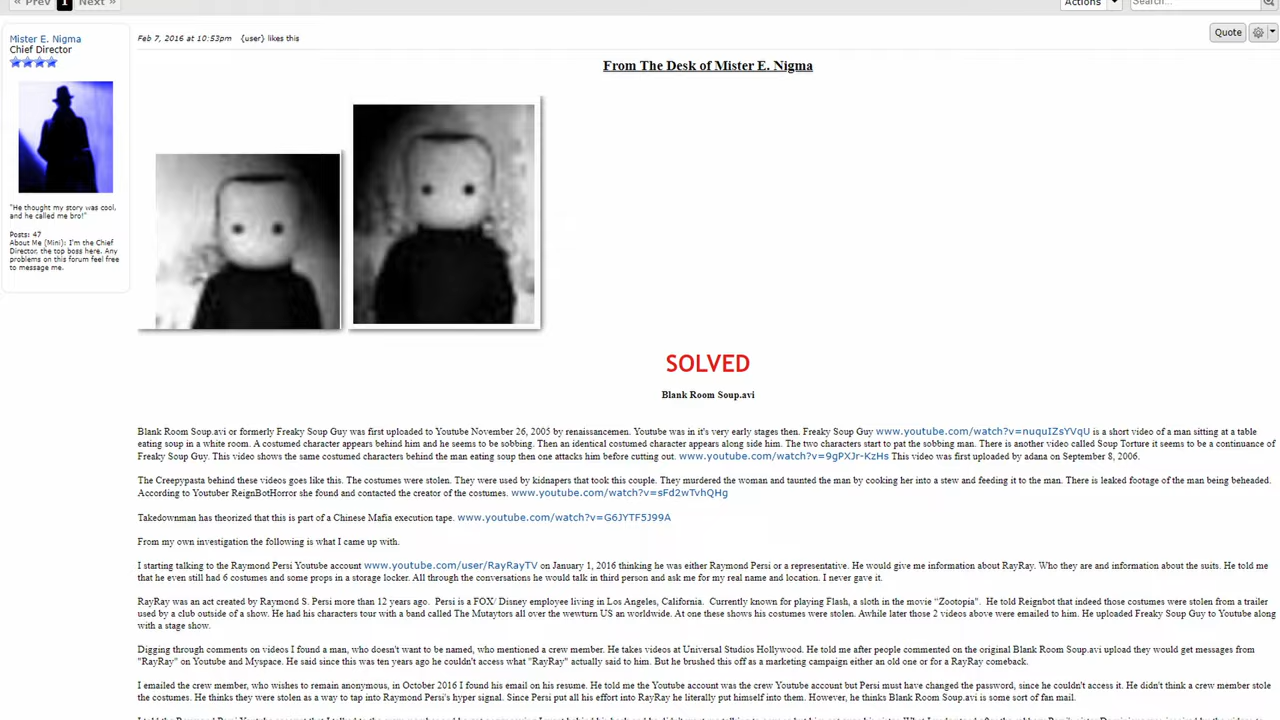 « Prev 1 Next »
Actions
Search...
Mister E. Nigma
Chief Director
"He thought my story was cool,
and he called me bro!"
Posts: 47
About Me (Mini): I'm the Chief
Director, the top boss here. Any
problems on this forum feel free
to message me.
Feb 7, 2016 at 10:53pm {user} likes this
Quote
From The Desk of Mister E. Nigma
SOLVED
Blank Room Soup.avi
Blank Room Soup.avi or formerly Freaky Soup Guy was first uploaded to Youtube November 26, 2005 by renaissancemen. Youtube was in it's very early stages then. Freaky Soup Guy www.youtube.com/watch?v=nuquIZsYVqU is a short video of a man sitting at a table
eating soup in a white room. A costumed character appears behind him and he seems to be sobbing. Then an identical costumed character appears along side him. The two characters start to pat the sobbing man. There is another video called Soup Torture it seems to be a continuance of
Freaky Soup Guy. This video shows the same costumed characters behind the man eating soup then one attacks him before cutting out. www.youtube.com/watch?v=9gPXJr-KzHs This video was first uploaded by adana on September 8, 2006.
The Creepypasta behind these videos goes like this. The costumes were stolen. They were used by kidnapers that took this couple. They murdered the woman and taunted the man by cooking her into a stew and feeding it to the man. There is leaked footage of the man being beheaded.
According to Youtuber ReignBotHorror she found and contacted the creator of the costumes. www.youtube.com/watch?v=sFd2wTvhQHg
Takedownman has theorized that this is part of a Chinese Mafia execution tape. www.youtube.com/watch?v=G6JYTF5J99A
From my own investigation the following is what I came up with.
I starting talking to the Raymond Persi Youtube account www.youtube.com/user/RayRayTV on January 1, 2016 thinking he was either Raymond Persi or a representative. He would give me information about RayRay. Who they are and information about the suits. He told me
that he even still had 6 costumes and some props in a storage locker. All through the conversations he would talk in third person and ask me for my real name and location. I never gave it.
RayRay was an act created by Raymond S. Persi more than 12 years ago. Persi is a FOX/ Disney employee living in Los Angeles, California. Currently known for playing Flash, a sloth in the movie “Zootopia". He told Reignbot that indeed those costumes were stolen from a trailer
used by a club outside of a show. He had his characters tour with a band called The Mutaytors all over the wewturn US an worldwide. At one these shows his costumes were stolen. Awhile later those 2 videos above were emailed to him. He uploaded Freaky Soup Guy to Youtube along
with a stage show.
Digging through comments on videos I found a man, who doesn't want to be named, who mentioned a crew member. He takes videos at Universal Studios Hollywood. He told me after people commented on the original Blank Room Soup.avi upload they would get messages from
"RayRay" on Youtube and Myspace. He said since this was ten years ago he couldn't access what "RayRay" actually said to him. But he brushed this off as a marketing campaign either an old one or for a RayRay comeback.
I emailed the crew member, who wishes to remain anonymous, in October 2016 I found his email on his resume. He told me the Youtube account was the crew Youtube account but Persi must have changed the password, since he couldn't access it. He didn't think a crew member stole
the costumes. He thinks they were stolen as a way to tap into Raymond Persi's hyper signal. Since Persi put all his effort into RayRay he literally put himself into them. However, he thinks Blank Room Soup.avi is some sort of fan mail.